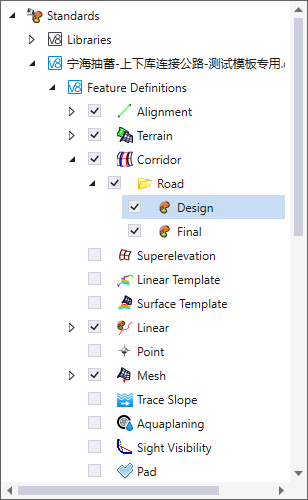 Standards
Libraries
宁海抽蓄-上下库连接公路-测试模板专用.
Feature Definitions
Alignment
Terrain
Corridor
Road
Design
Final
Superelevation
Linear Template
Surface Template
Linear
Point
Mesh
Trace Slope
Aquaplaning
Sight Visibility
Pad